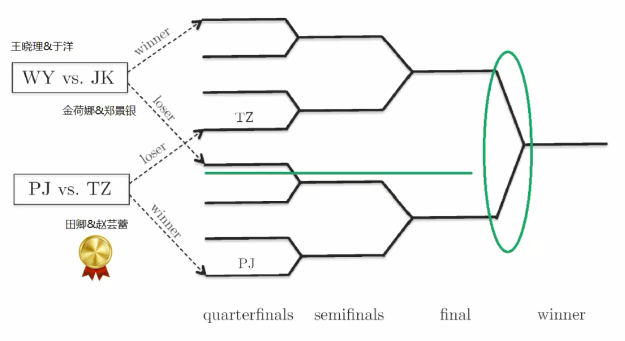 王晓理&于洋
WY vs. JK
金荷娜&郑景银
winner
loser
loser
winner
PJ vs. TZ
田卿&赵芸蕾
TZ
PJ
quarterfinals semifinals final winner